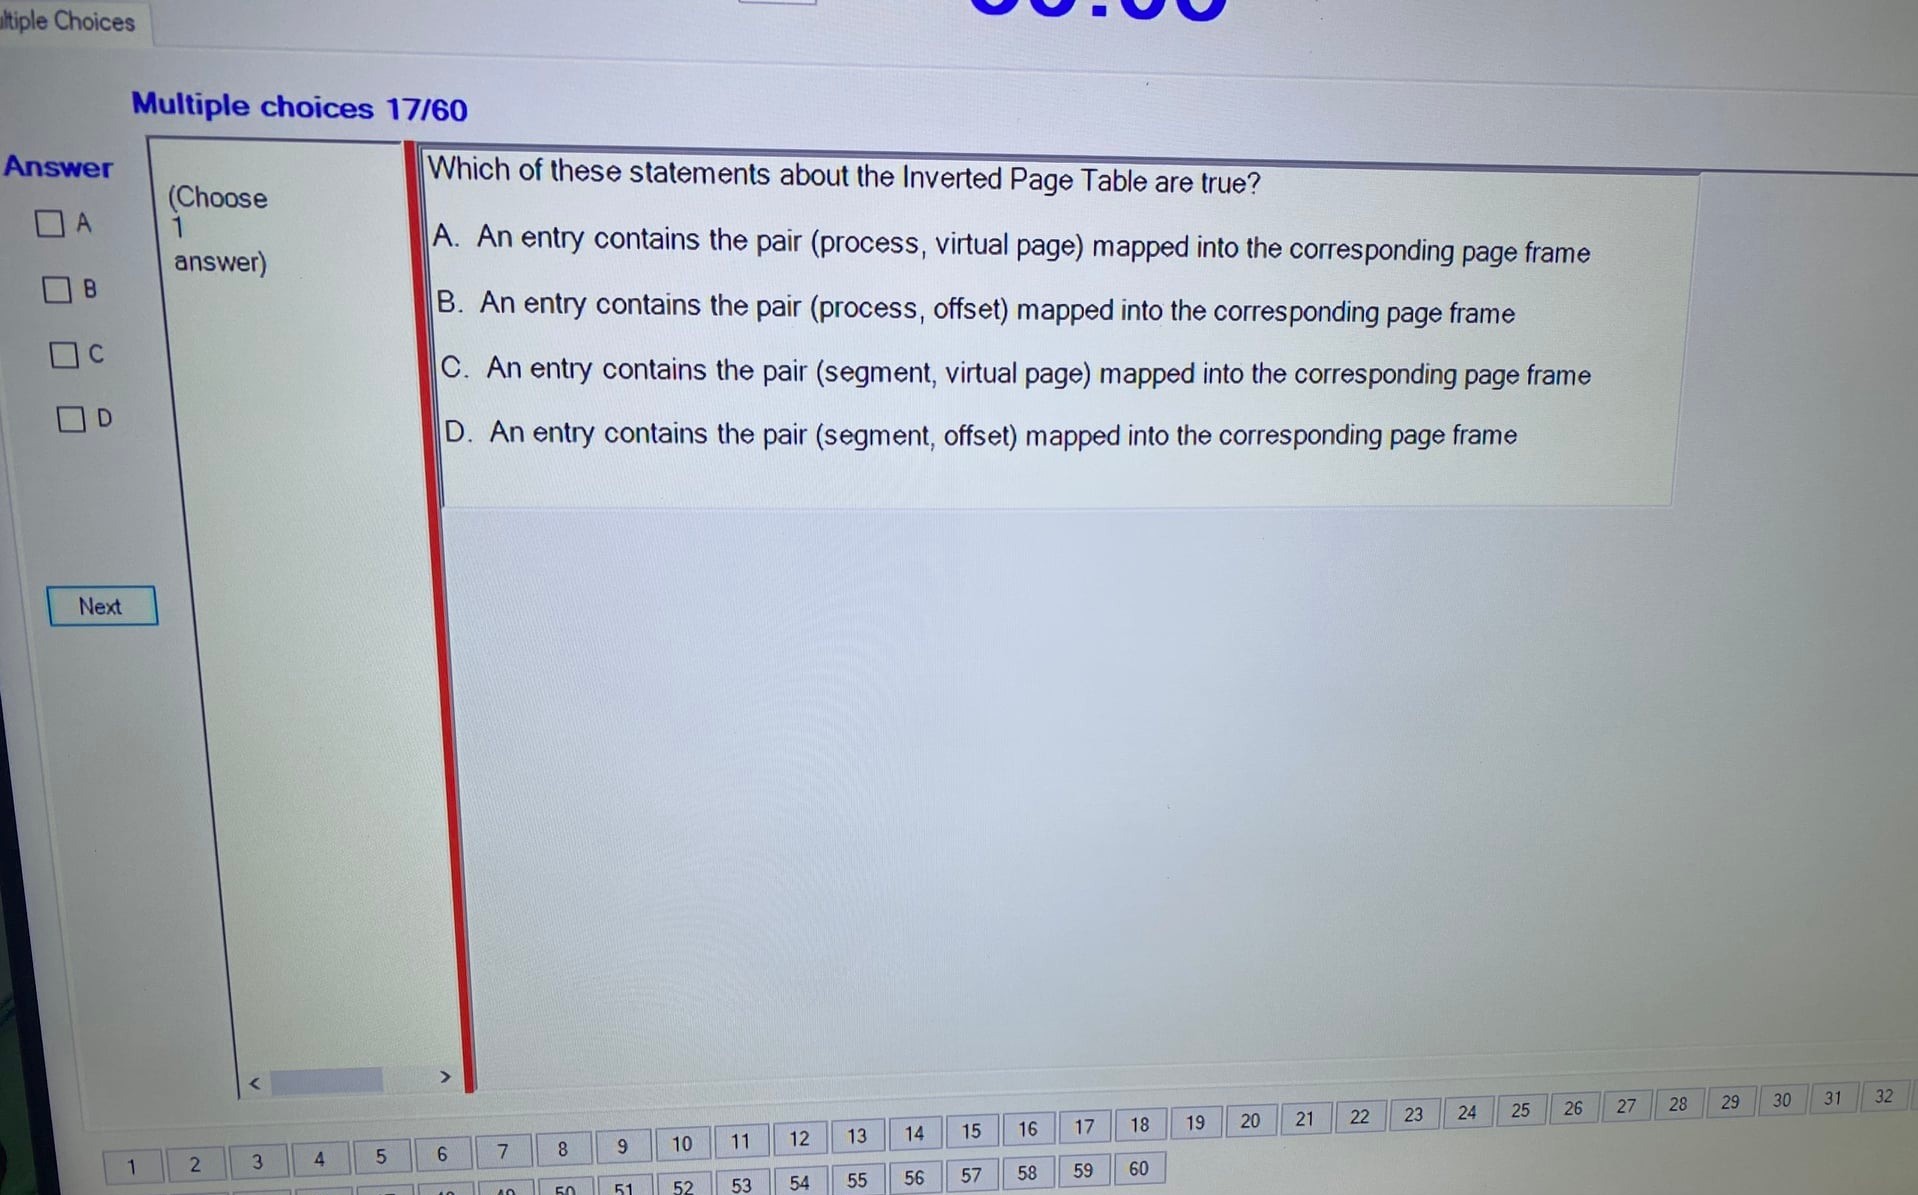 Multiple Choices
Multiple choices 17/60
Answer
A
B
C
D
(Choose
1
answer)
Which of these statements about the Inverted Page Table are true?
A. An entry contains the pair (process, virtual page) mapped into the corresponding page frame
B. An entry contains the pair (process, offset) mapped into the corresponding page frame
C. An entry contains the pair (segment, virtual page) mapped into the corresponding page frame
D. An entry contains the pair (segment, offset) mapped into the corresponding page frame
Next
< >
1 2 3 4 5 6 7 8 9 10 11 12 13 14 15 16 17 18 19 20 21 22 23 24 25 26 27 28 29 30 31 32
50 51 52 53 54 55 56 57 58 59 60